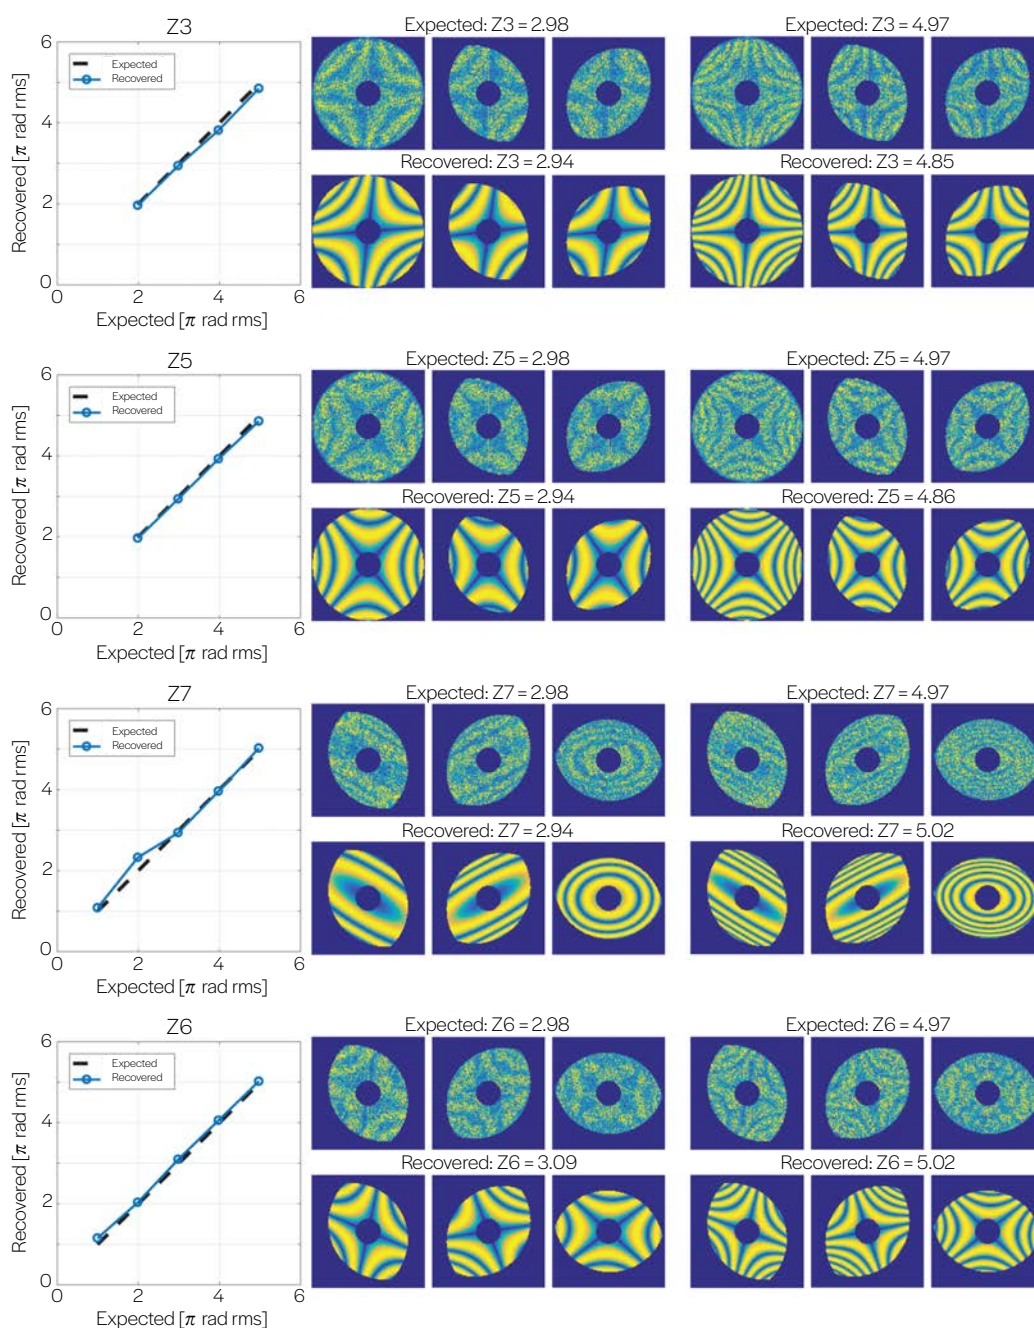 Z3
Expected: Z3 = 2.98
Expected: Z3 = 4.97
6
Expected
Recovered
4
Recovered [π rad rms]
Recovered: Z3 = 2.94
Recovered: Z3 = 4.85
2
0
0 2 4 6
Expected [π rad rms]
Z5
Expected: Z5 = 2.98
Expected: Z5 = 4.97
6
Expected
Recovered
4
Recovered [π rad rms]
Recovered: Z5 = 2.94
Recovered: Z5 = 4.86
2
0
0 2 4 6
Expected [π rad rms]
Z7
Expected: Z7 = 2.98
Expected: Z7 = 4.97
6
Expected
Recovered
4
Recovered [π rad rms]
Recovered: Z7 = 2.94
Recovered: Z7 = 5.02
2
0
0 2 4 6
Expected [π rad rms]
Z6
Expected: Z6 = 2.98
Expected: Z6 = 4.97
6
Expected
Recovered
4
Recovered [π rad rms]
Recovered: Z6 = 3.09
Recovered: Z6 = 5.02
2
0
0 2 4 6
Expected [π rad rms]